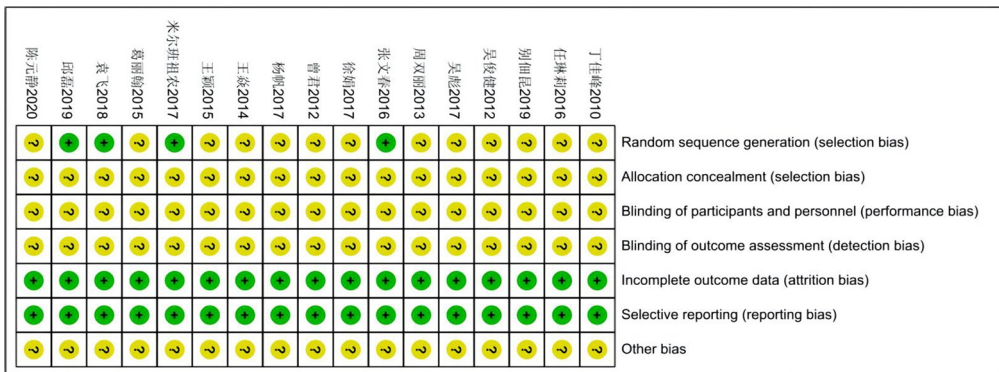 陈元静2020
邱磊2019
袁飞2018
葛丽翰2015
米尔班祖农2017
王颖2015
王焱2014
杨帆2017
曾君2012
徐娟2017
张文春2016
周双丽2013
吴彪2017
吴俊健2012
别佃昆2019
任琳莉2016
丁佳峰2010
? + + ? + ? ? ? ? ? + ? ? ? ? ? ? Random sequence generation (selection bias)
? ? ? ? ? ? ? ? ? ? ? ? ? ? ? ? ? Allocation concealment (selection bias)
? ? ? ? ? ? ? ? ? ? ? ? ? ? ? ? ? Blinding of participants and personnel (performance bias)
? ? ? ? ? ? ? ? ? ? ? ? ? ? ? ? ? Blinding of outcome assessment (detection bias)
+ + + + + + + + + + + + + + + + + Incomplete outcome data (attrition bias)
+ + + + + + + + + + + + + + + + + Selective reporting (reporting bias)
? ? ? ? ? ? ? ? ? ? ? ? ? ? ? ? ? Other bias